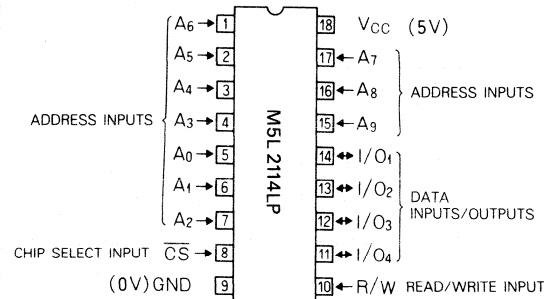 A6 → 1 18 VCC (5V)
A5 → 2 17 ← A7
A4 → 3 16 ← A8 ADDRESS INPUTS
ADDRESS INPUTS A3 → 4 15 ← A9
A0 → 5 14 ↔ I/O1
A1 → 6 13 ↔ I/O2
A2 → 7 12 ↔ I/O3 DATA INPUTS/OUTPUTS
CHIP SELECT INPUT C̅S̅ → 8 11 ↔ I/O4
(0V) GND 9 10 ← R/W READ/WRITE INPUT
M5L2114LP